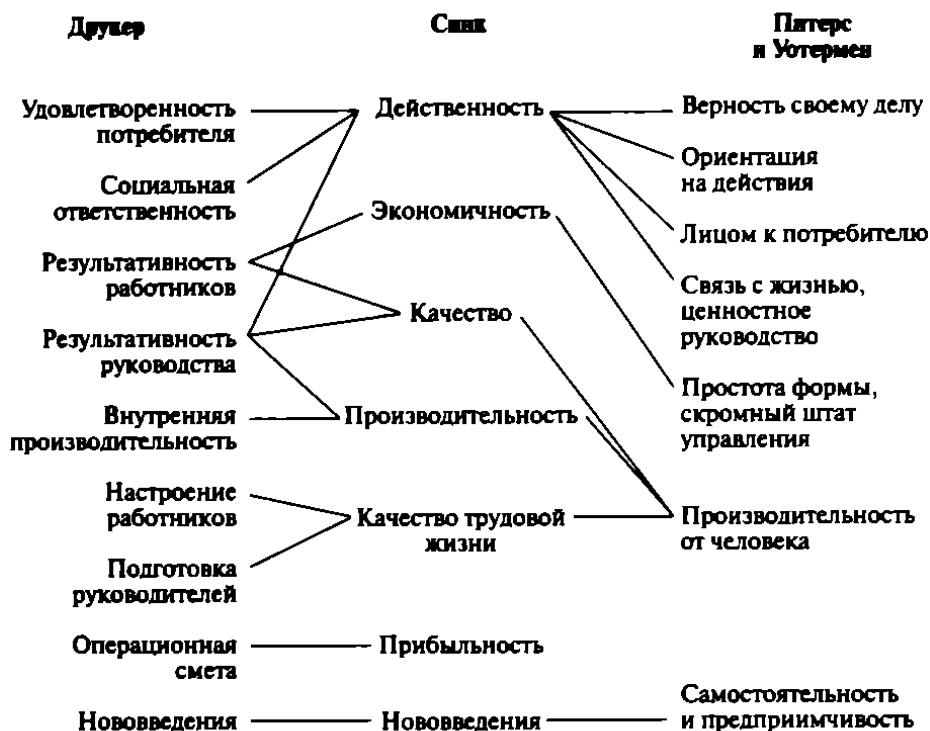 Друкер
Синк
Питерс
и Уотермен
Удовлетворенность
потребителя
Социальная
ответственность
Результативность
работников
Результативность
руководства
Внутренняя
производительность
Настроение
работников
Подготовка
руководителей
Операционная
смета
Нововведения
Действенность
Экономичность
Качество
Производительность
Качество трудовой
жизни
Прибыльность
Нововведения
Верность своему делу
Ориентация
на действия
Лицом к потребителю
Связь с жизнью,
ценностное
руководство
Простота формы,
скромный штат
управления
Производительность
от человека
Самостоятельность
и предприимчивость